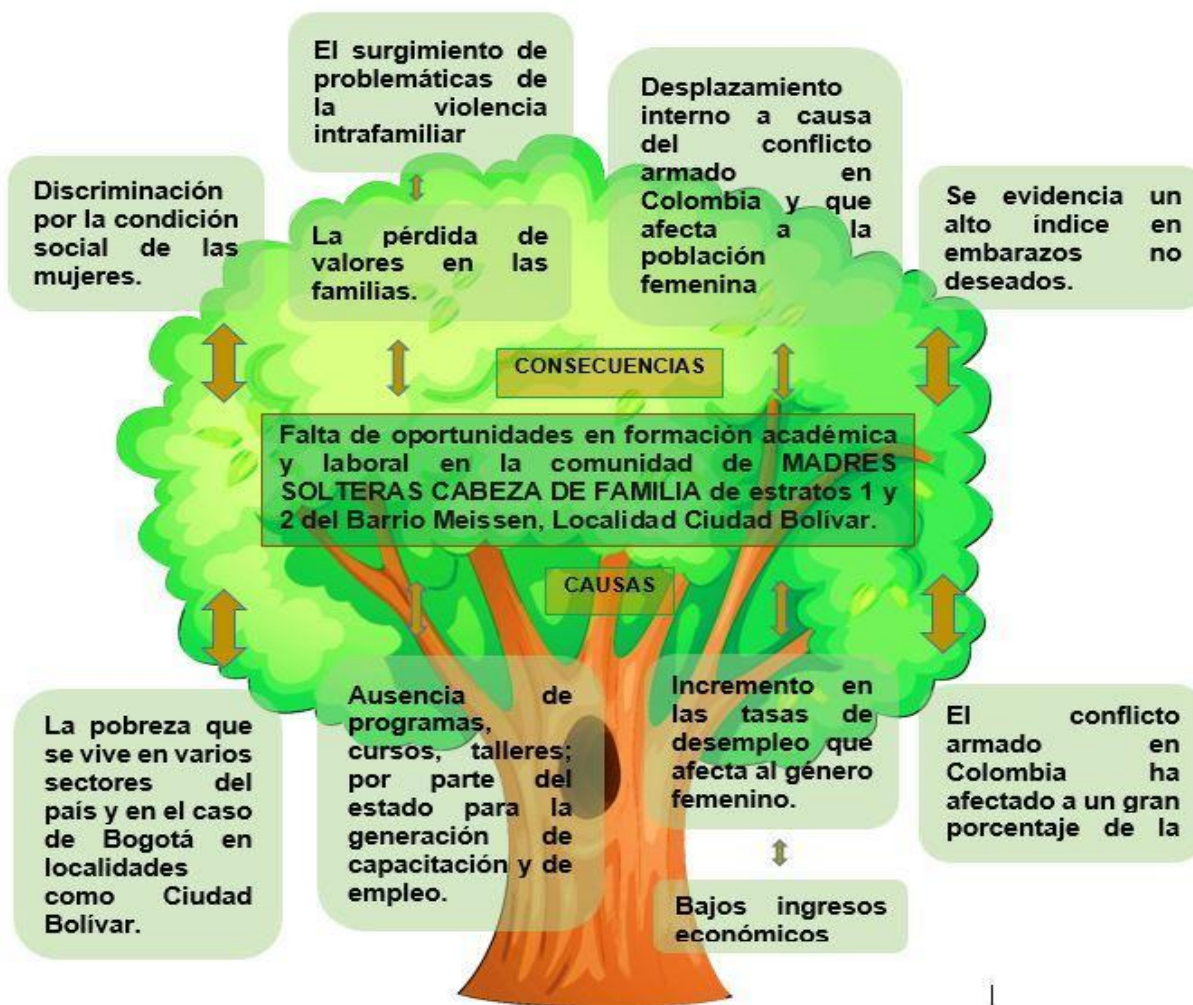 El surgimiento de
problemáticas de
la violencia
intrafamiliar
Desplazamiento
interno a causa
del conflicto
armado en
Colombia y que
afecta a la
población
femenina
Discriminación
por la condición
social de las
mujeres.
La pérdida de
valores en las
familias.
Se evidencia un
alto índice en
embarazos no
deseados.
CONSECUENCIAS
Falta de oportunidades en formación académica
y laboral en la comunidad de MADRES
SOLTERAS CABEZA DE FAMILIA de estratos 1 y
2 del Barrio Meissen, Localidad Ciudad Bolívar.
CAUSAS
La pobreza que
se vive en varios
sectores del
país y en el caso
de Bogotá en
localidades
como Ciudad
Bolívar.
Ausencia de
programas,
cursos, talleres;
por parte del
estado para la
generación de
capacitación y de
empleo.
Incremento en
las tasas de
desempleo que
afecta al género
femenino.
Bajos ingresos
económicos
El conflicto
armado en
Colombia ha
afectado a un gran
porcentaje de la